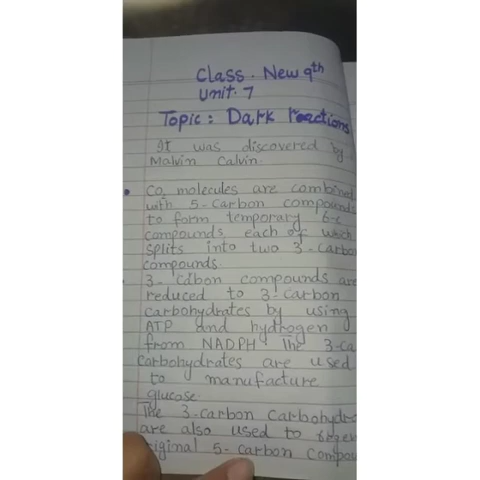 Class. New 9th
Unit. 7
Topic: Dark Reactions
It was discovered by
Malvin Calvin.
CO2 molecules are combined
with 5-carbon compounds
to form temporary 6-c
compounds, each of which
splits into two 3-carbon
compounds.
3-carbon compounds are
reduced to 3-carbon
carbohydrates by using
ATP and hydrogen
from NADPH. The 3-ca
carbohydrates are used
to manufacture
glucose.
The 3-carbon carbohydra
are also used to
original 5-carbon compou